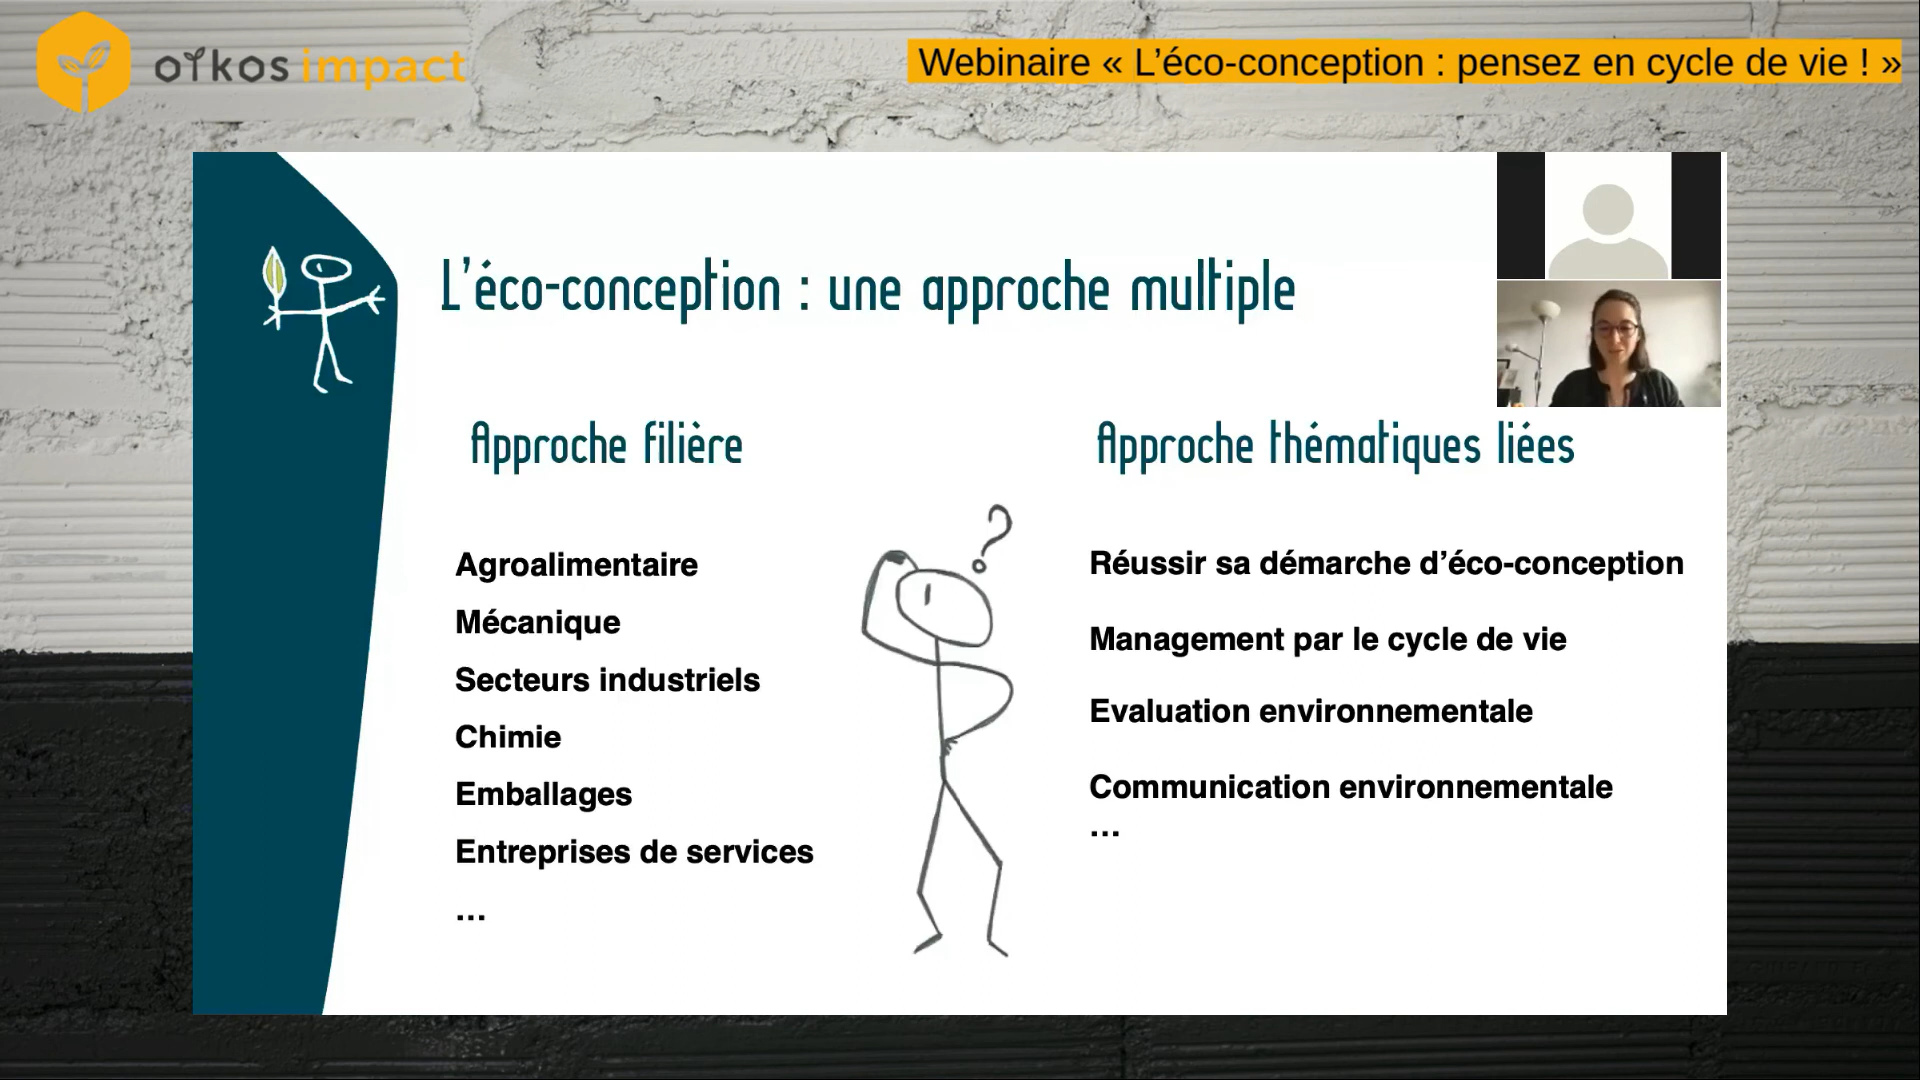 oikos impact
Webinaire « L’éco-conception : pensez en cycle de vie ! »
L’éco-conception : une approche multiple
Approche filière
Agroalimentaire
Mécanique
Secteurs industriels
Chimie
Emballages
Entreprises de services
...
?
Approche thématiques liées
Réussir sa démarche d’éco-conception
Management par le cycle de vie
Evaluation environnementale
Communication environnementale
...